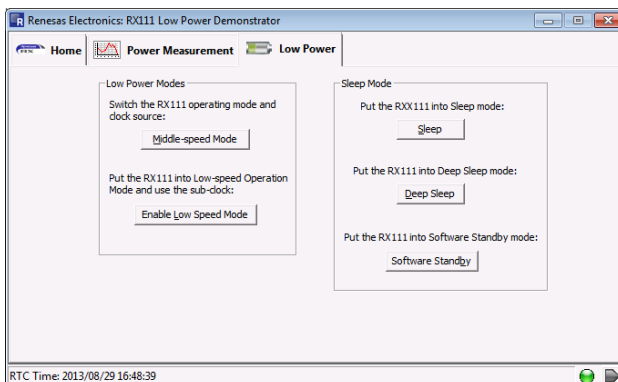 Renesas Electronics: RX111 Low Power Demonstrator
Home
Power Measurement
Low Power
Low Power Modes
Switch the RX111 operating mode and
clock source:
Middle-speed Mode
Put the RX111 into Low-speed Operation
Mode and use the sub-clock:
Enable Low Speed Mode
Sleep Mode
Put the RXX111 into Sleep mode:
Sleep
Put the RX111 into Deep Sleep mode:
Deep Sleep
Put the RX111 into Software Standby mode:
Software Standby
RTC Time: 2013/08/29 16:48:39